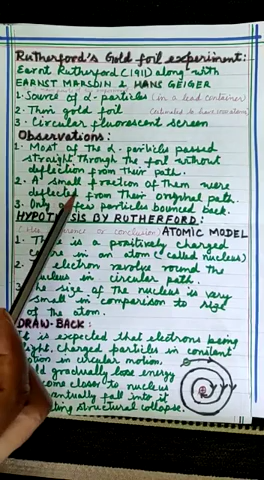 Rutherford's Gold foil experiment:
Earnt Rutherford (1911) along with
EARNST MARSDIN & HANS GEIGER
1. Source of α-particles (in a lead container
2. Thin gold foil
3. Circular fluorescent screen
Observations:
1. Most of the α-particles passed
straight through the foil without
deflection from their path.
2. A small fraction of them were
deflected from their original path.
3. Only a few particles bounced back.
HYPOTHESIS BY RUTHERFORD:
or conclusion) ATOMIC MODEL
1. There is a positively charged
centre in an atom (called nucleus)
2. electron revolve round the
nucleus in circular path.
3. The size of the nucleus is vary
small in comparison to size
of the atom.
DRAW-BACK:
It is expected that electrons being
light, charged particles in constant
motion in circular motion.
would gradually lose energy
come closer to nucleus
eventually fall into it
structural collapse.